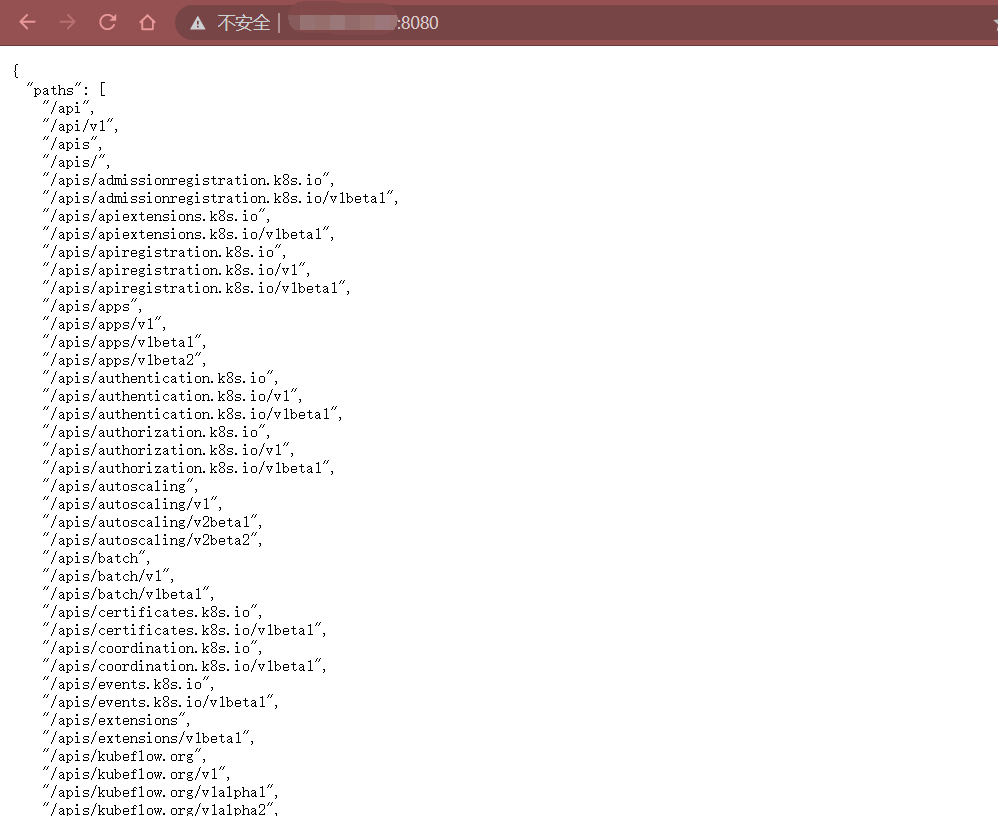 不安全 | :8080
{
"paths": [
"/api",
"/api/v1",
"/apis",
"/apis/",
"/apis/admissionregistration.k8s.io",
"/apis/admissionregistration.k8s.io/v1beta1",
"/apis/apiextensions.k8s.io",
"/apis/apiextensions.k8s.io/v1beta1",
"/apis/apiregistration.k8s.io",
"/apis/apiregistration.k8s.io/v1",
"/apis/apiregistration.k8s.io/v1beta1",
"/apis/apps",
"/apis/apps/v1",
"/apis/apps/v1beta1",
"/apis/apps/v1beta2",
"/apis/authentication.k8s.io",
"/apis/authentication.k8s.io/v1",
"/apis/authentication.k8s.io/v1beta1",
"/apis/authorization.k8s.io",
"/apis/authorization.k8s.io/v1",
"/apis/authorization.k8s.io/v1beta1",
"/apis/autoscaling",
"/apis/autoscaling/v1",
"/apis/autoscaling/v2beta1",
"/apis/autoscaling/v2beta2",
"/apis/batch",
"/apis/batch/v1",
"/apis/batch/v1beta1",
"/apis/certificates.k8s.io",
"/apis/certificates.k8s.io/v1beta1",
"/apis/coordination.k8s.io",
"/apis/coordination.k8s.io/v1beta1",
"/apis/events.k8s.io",
"/apis/events.k8s.io/v1beta1",
"/apis/extensions",
"/apis/extensions/v1beta1",
"/apis/kubeflow.org",
"/apis/kubeflow.org/v1",
"/apis/kubeflow.org/v1alpha1",
"/apis/kubeflow.org/v1alpha2",